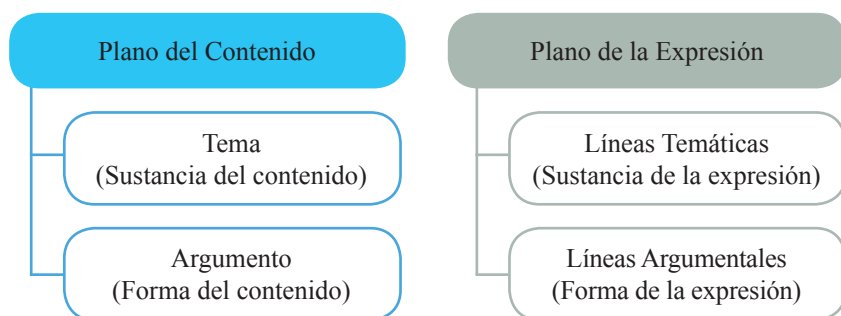 Plano del Contenido
Tema
(Sustancia del contenido)
Argumento
(Forma del contenido)
Plano de la Expresión
Líneas Temáticas
(Sustancia de la expresión)
Líneas Argumentales
(Forma de la expresión)